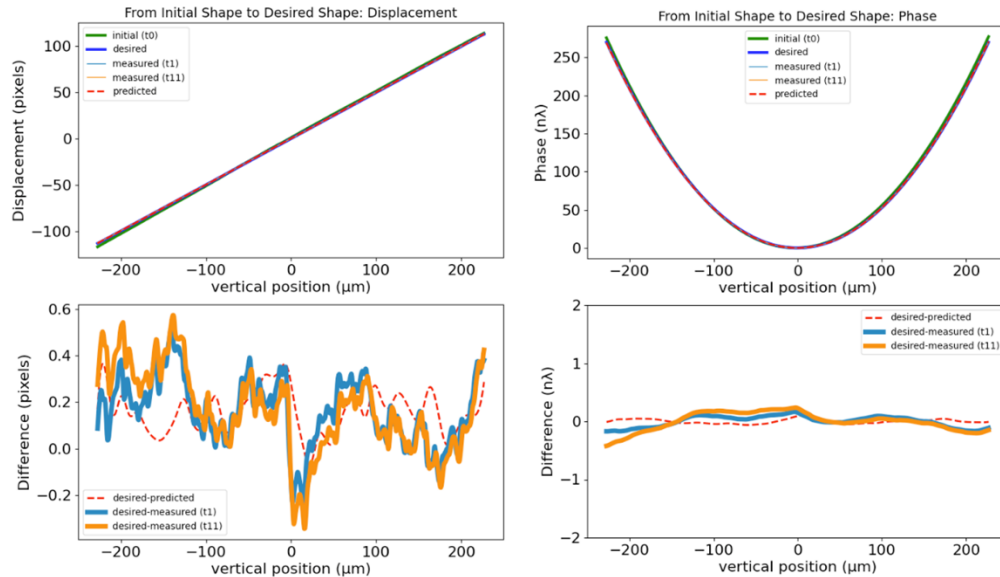 From Initial Shape to Desired Shape: Displacement
100
50
0
−50
−100
Displacement (pixels)
initial (t0)
desired
measured (t1)
measured (t11)
predicted
−200 −100 0 100 200
vertical position (μm)
From Initial Shape to Desired Shape: Phase
250
200
150
100
50
0
Phase (nλ)
initial (t0)
desired
measured (t1)
measured (t11)
predicted
−200 −100 0 100 200
vertical position (μm)
0.6
0.4
0.2
0.0
−0.2
Difference (pixels)
desired-predicted
desired-measured (t1)
desired-measured (t11)
−200 −100 0 100 200
vertical position (μm)
2
1
0
−1
−2
Difference (nλ)
desired-predicted
desired-measured (t1)
desired-measured (t11)
−200 −100 0 100 200
vertical position (μm)